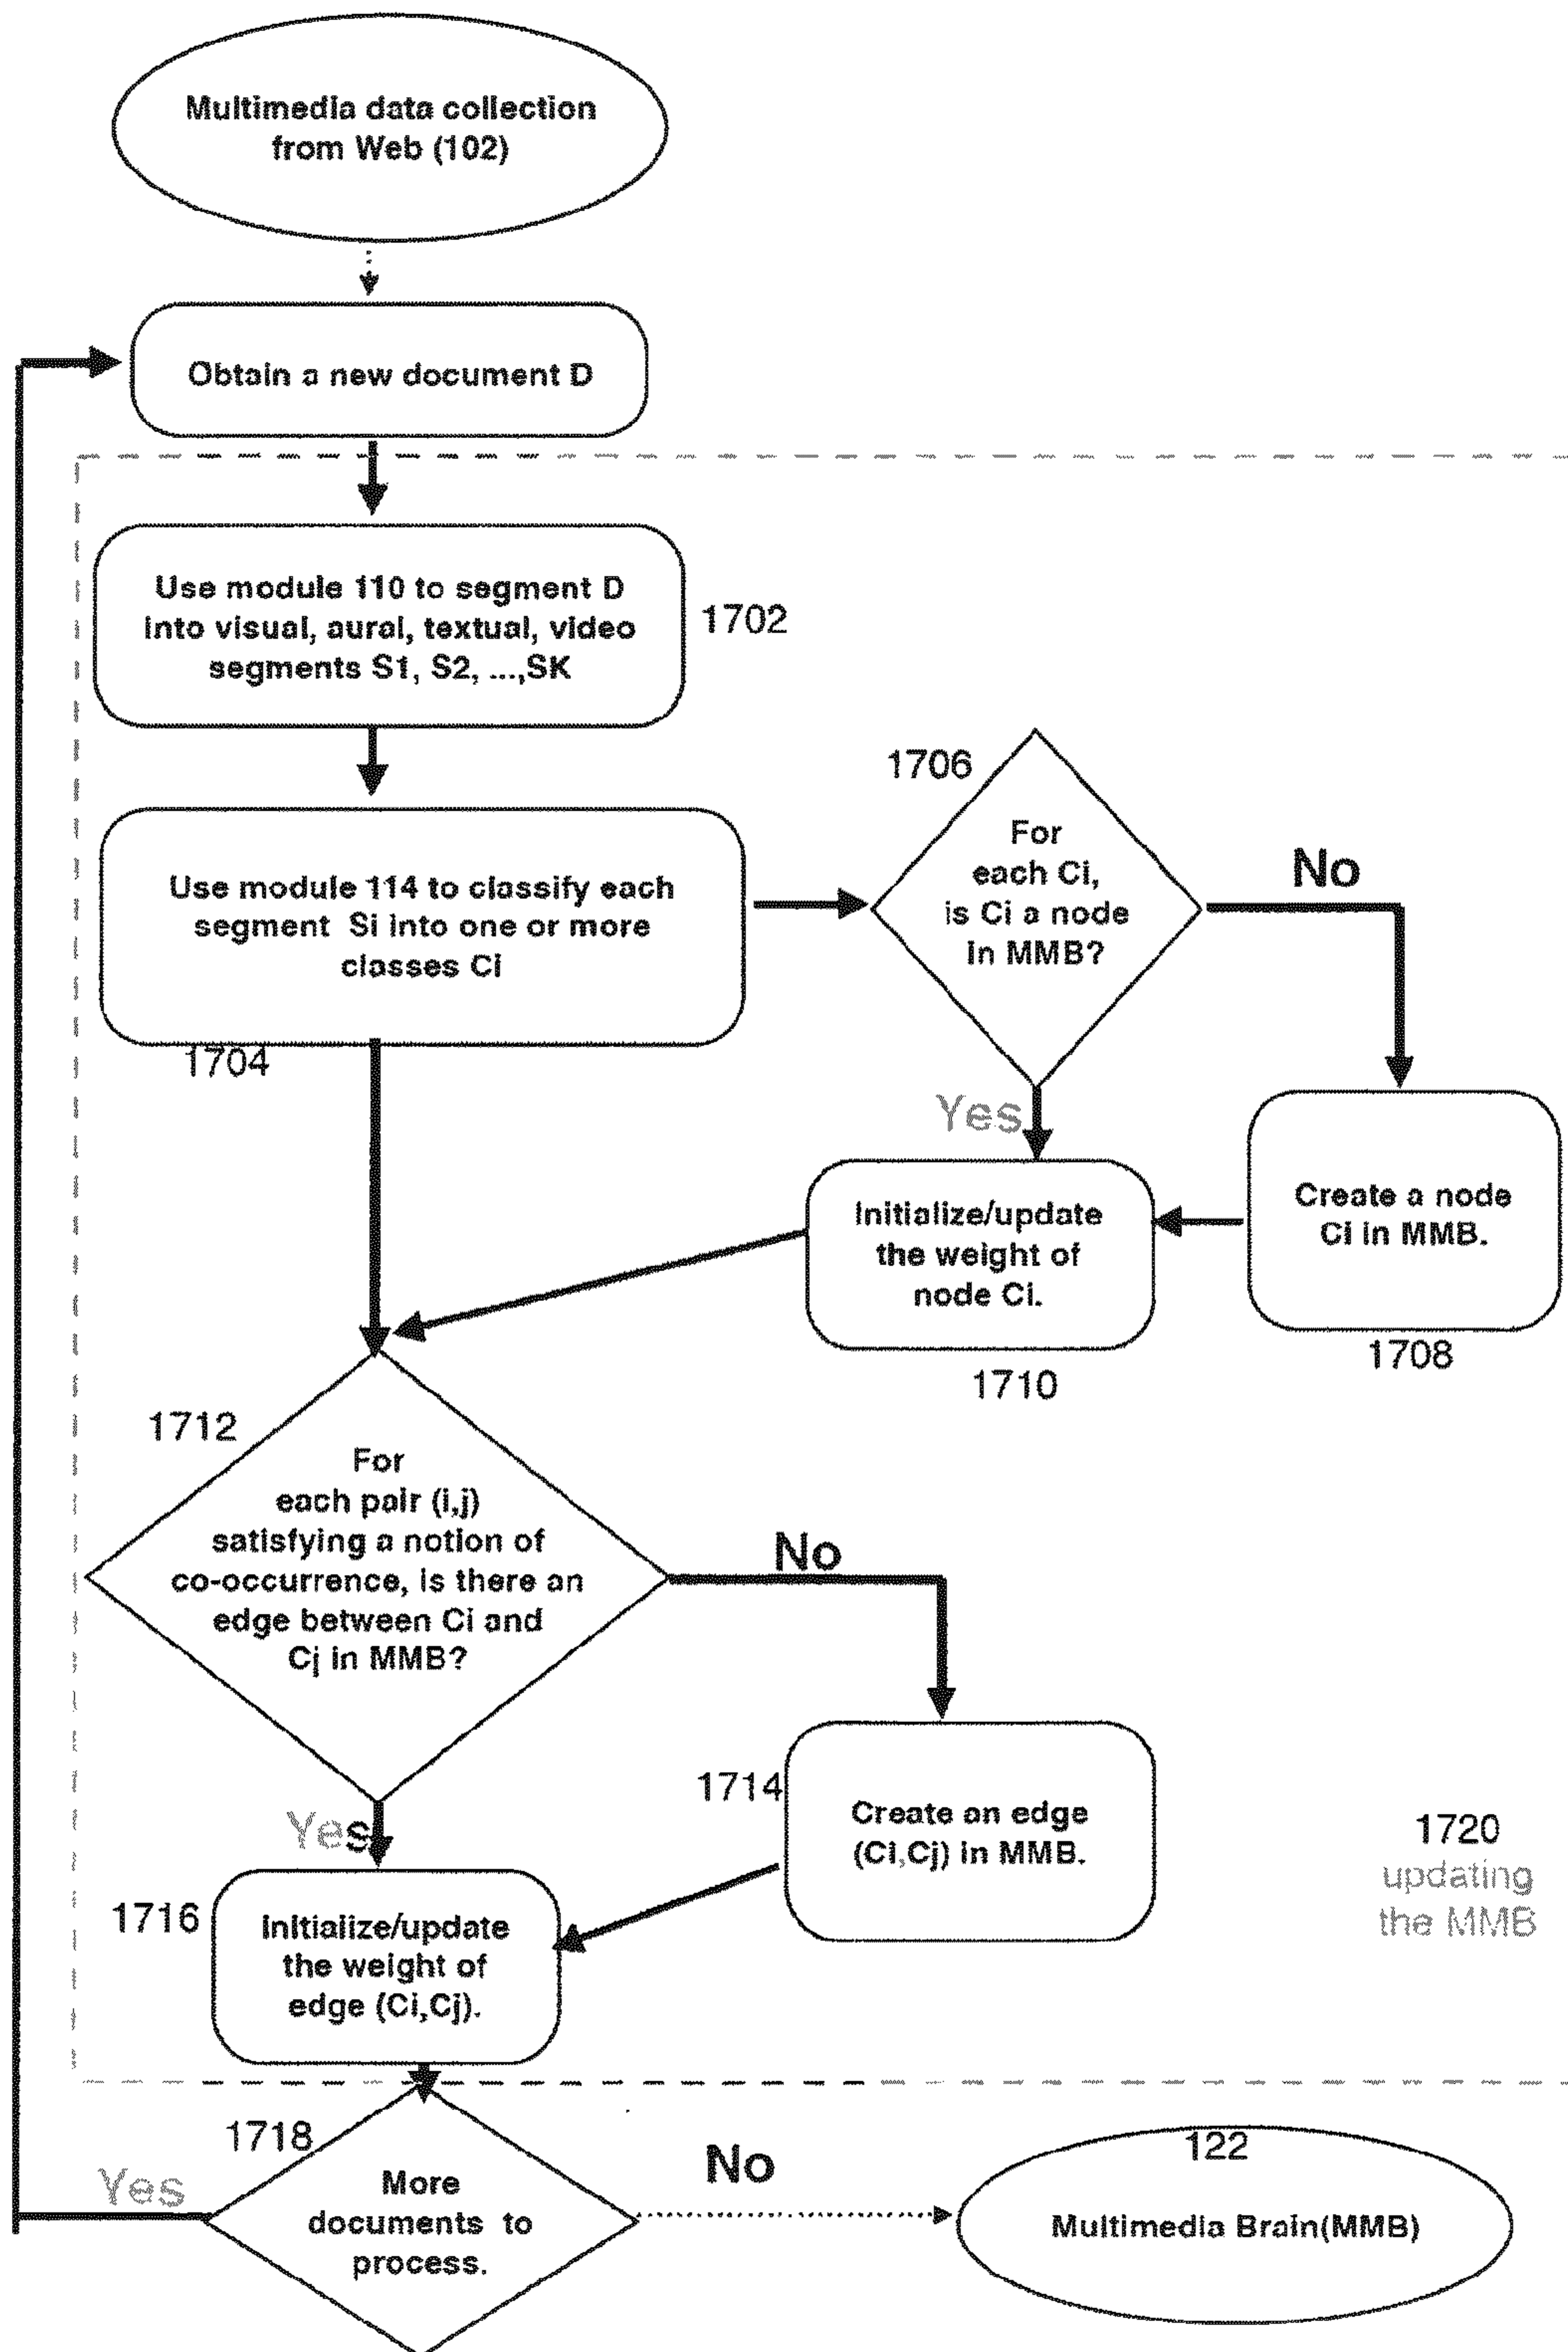 Multimedia data collection
from Web (102)
Obtain a new document D
Use module 110 to segment D
into visual, aural, textual, video
segments S1, S2, ...,SK
1702
Use module 114 to classify each
segment Si into one or more
classes Ci
1704
1706
For
each Ci,
is Ci a node
in MMB?
No
Yes
Create a node
Ci in MMB.
1708
Initialize/update
the weight of
node Ci.
1710
1712
For
each pair (i,j)
satisfying a notion of
co-occurrence, is there an
edge between Ci and
Cj in MMB?
No
Yes
1714
Create an edge
(Ci,Cj) in MMB.
1716
Initialize/update
the weight of
edge (Ci,Cj).
1720
updating
the MMB
1718
More
documents to
process.
Yes
No
122
Multimedia Brain(MMB)